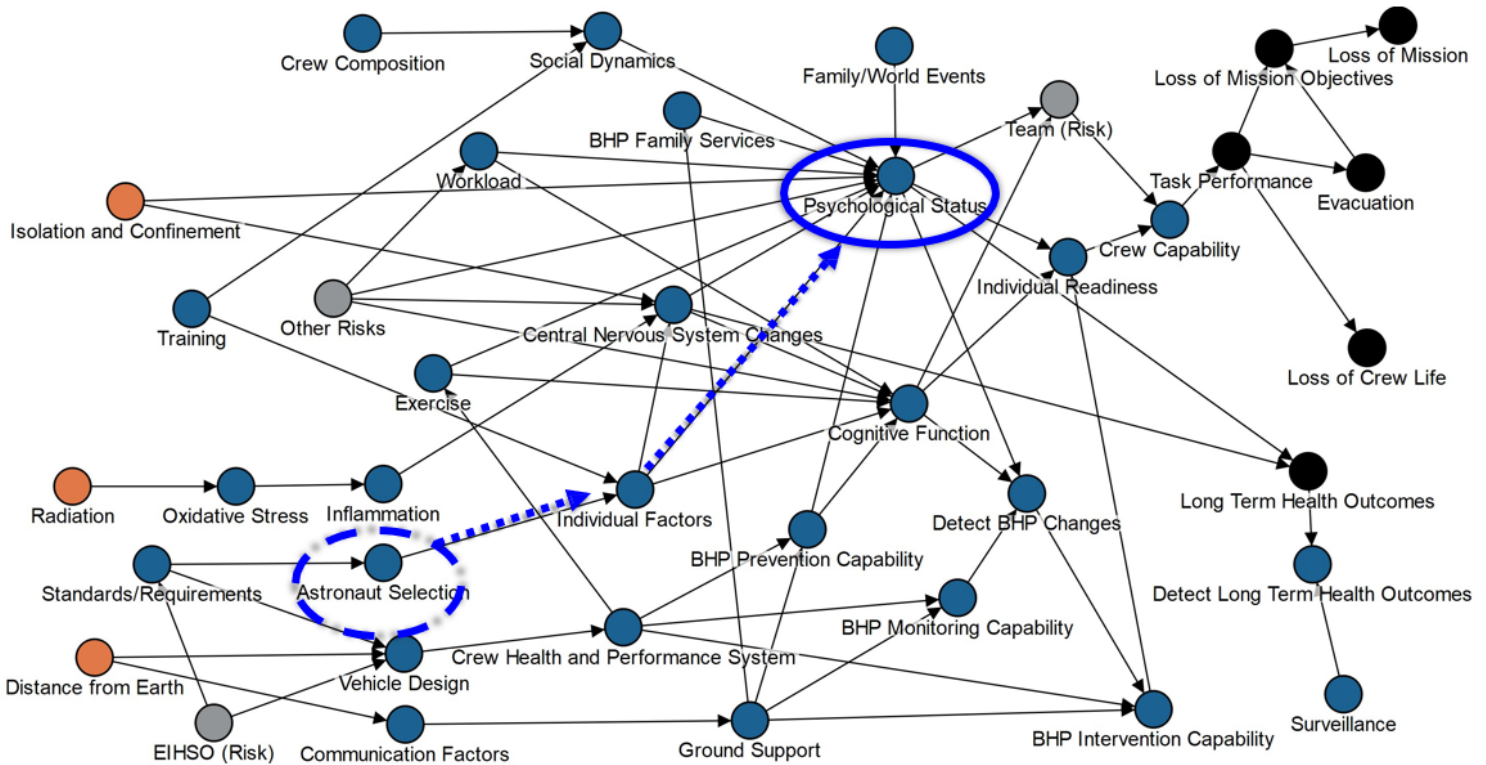 Crew Composition
Social Dynamics
Family/World Events
Loss of Mission
Loss of Mission Objectives
BHP Family Services
Team (Risk)
Workload
Task Performance
Evacuation
Psychological Status
Isolation and Confinement
Crew Capability
Individual Readiness
Training
Other Risks
Central Nervous System Changes
Loss of Crew Life
Exercise
Cognitive Function
Radiation
Oxidative Stress
Inflammation
Individual Factors
Detect BHP Changes
Long Term Health Outcomes
BHP Prevention Capability
Standards/Requirements
Astronaut Selection
Detect Long Term Health Outcomes
BHP Monitoring Capability
Crew Health and Performance System
Distance from Earth
Vehicle Design
Surveillance
EIHSO (Risk)
Communication Factors
Ground Support
BHP Intervention Capability